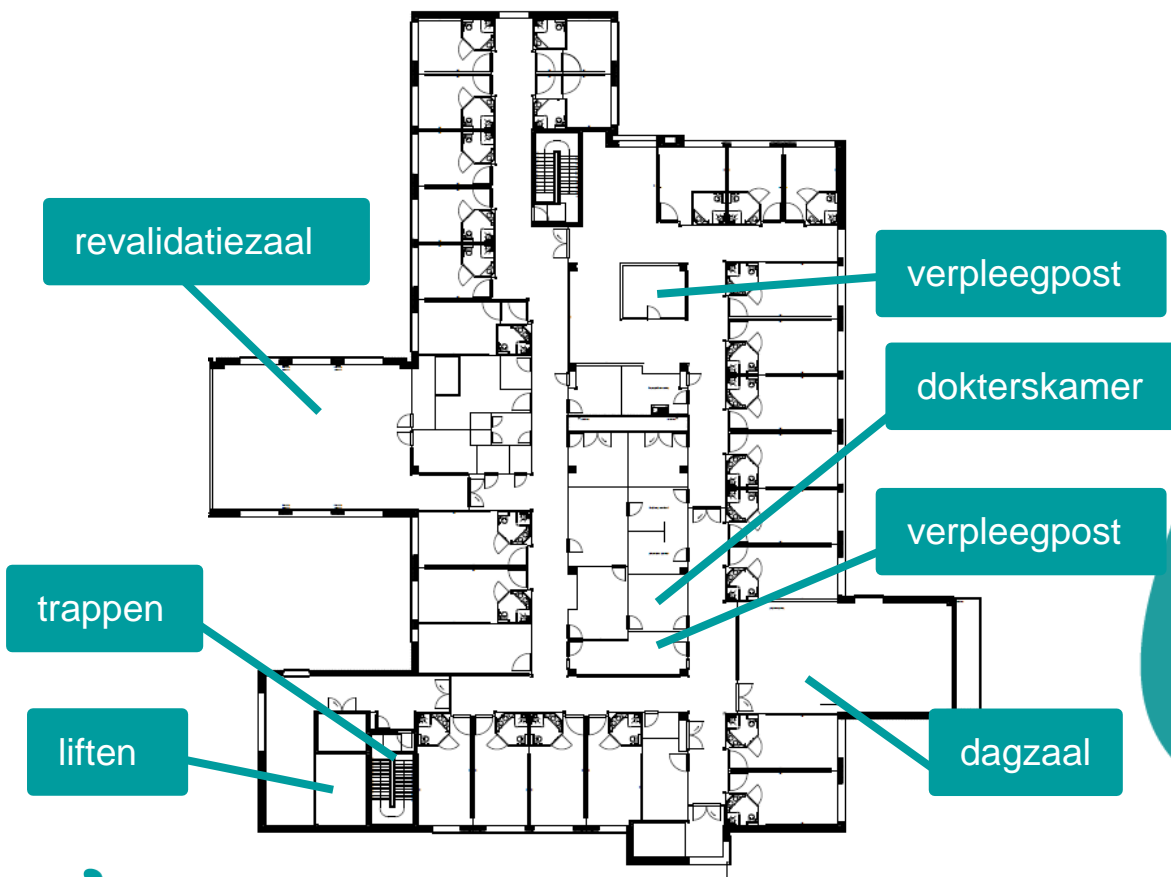 revalidatiezaal
verpleegpost
dokterskamer
verpleegpost
trappen
liften
dagzaal